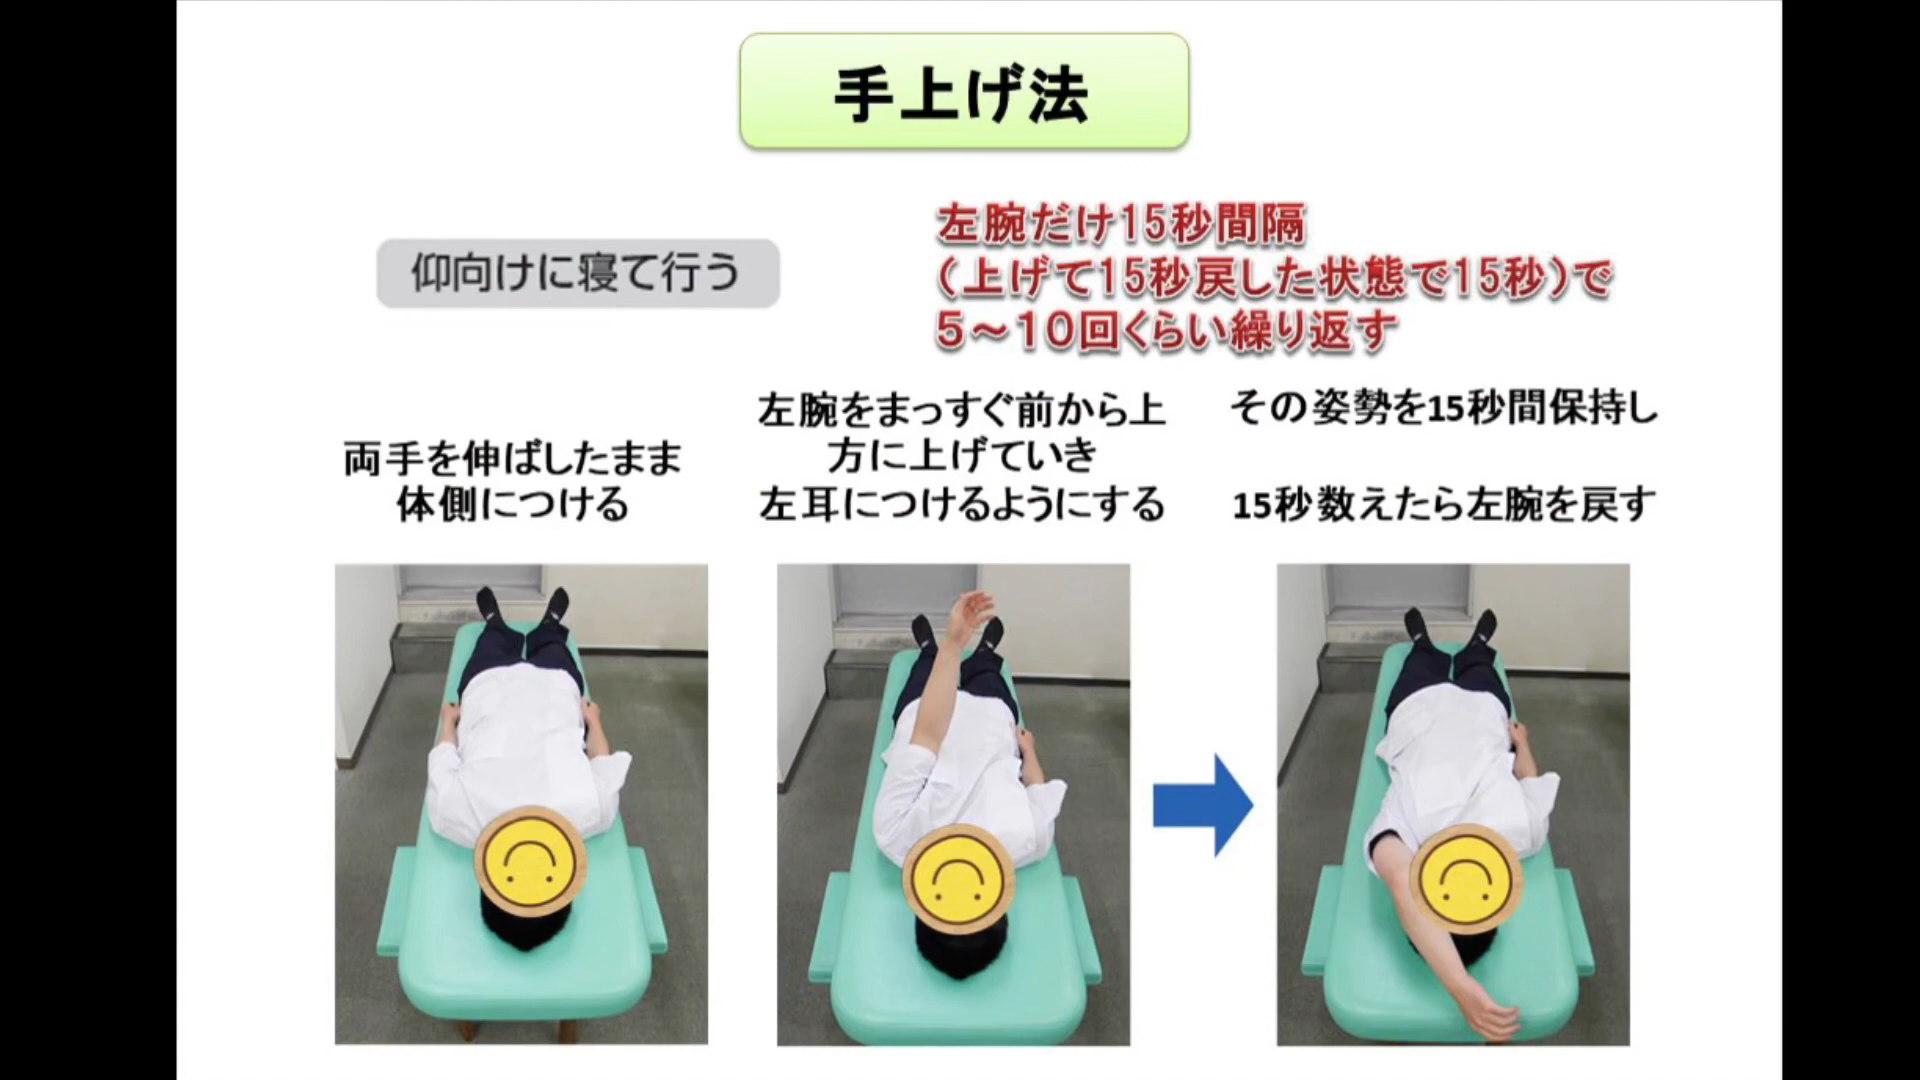 手上げ法
仰向けに寝て行う
左腕だけ15秒間隔
（上げて15秒戻した状態で15秒）で
５～１０回くらい繰り返す
両手を伸ばしたまま
体側につける
左腕をまっすぐ前から上
方に上げていき
左耳につけるようにする
その姿勢を15秒間保持し
15秒数えたら左腕を戻す